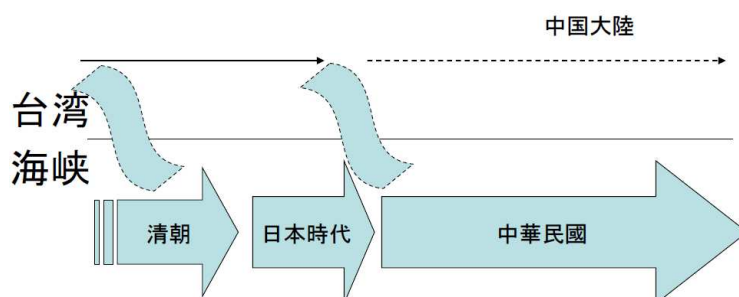 中国大陸
台湾
海峡
清朝
日本時代
中華民國